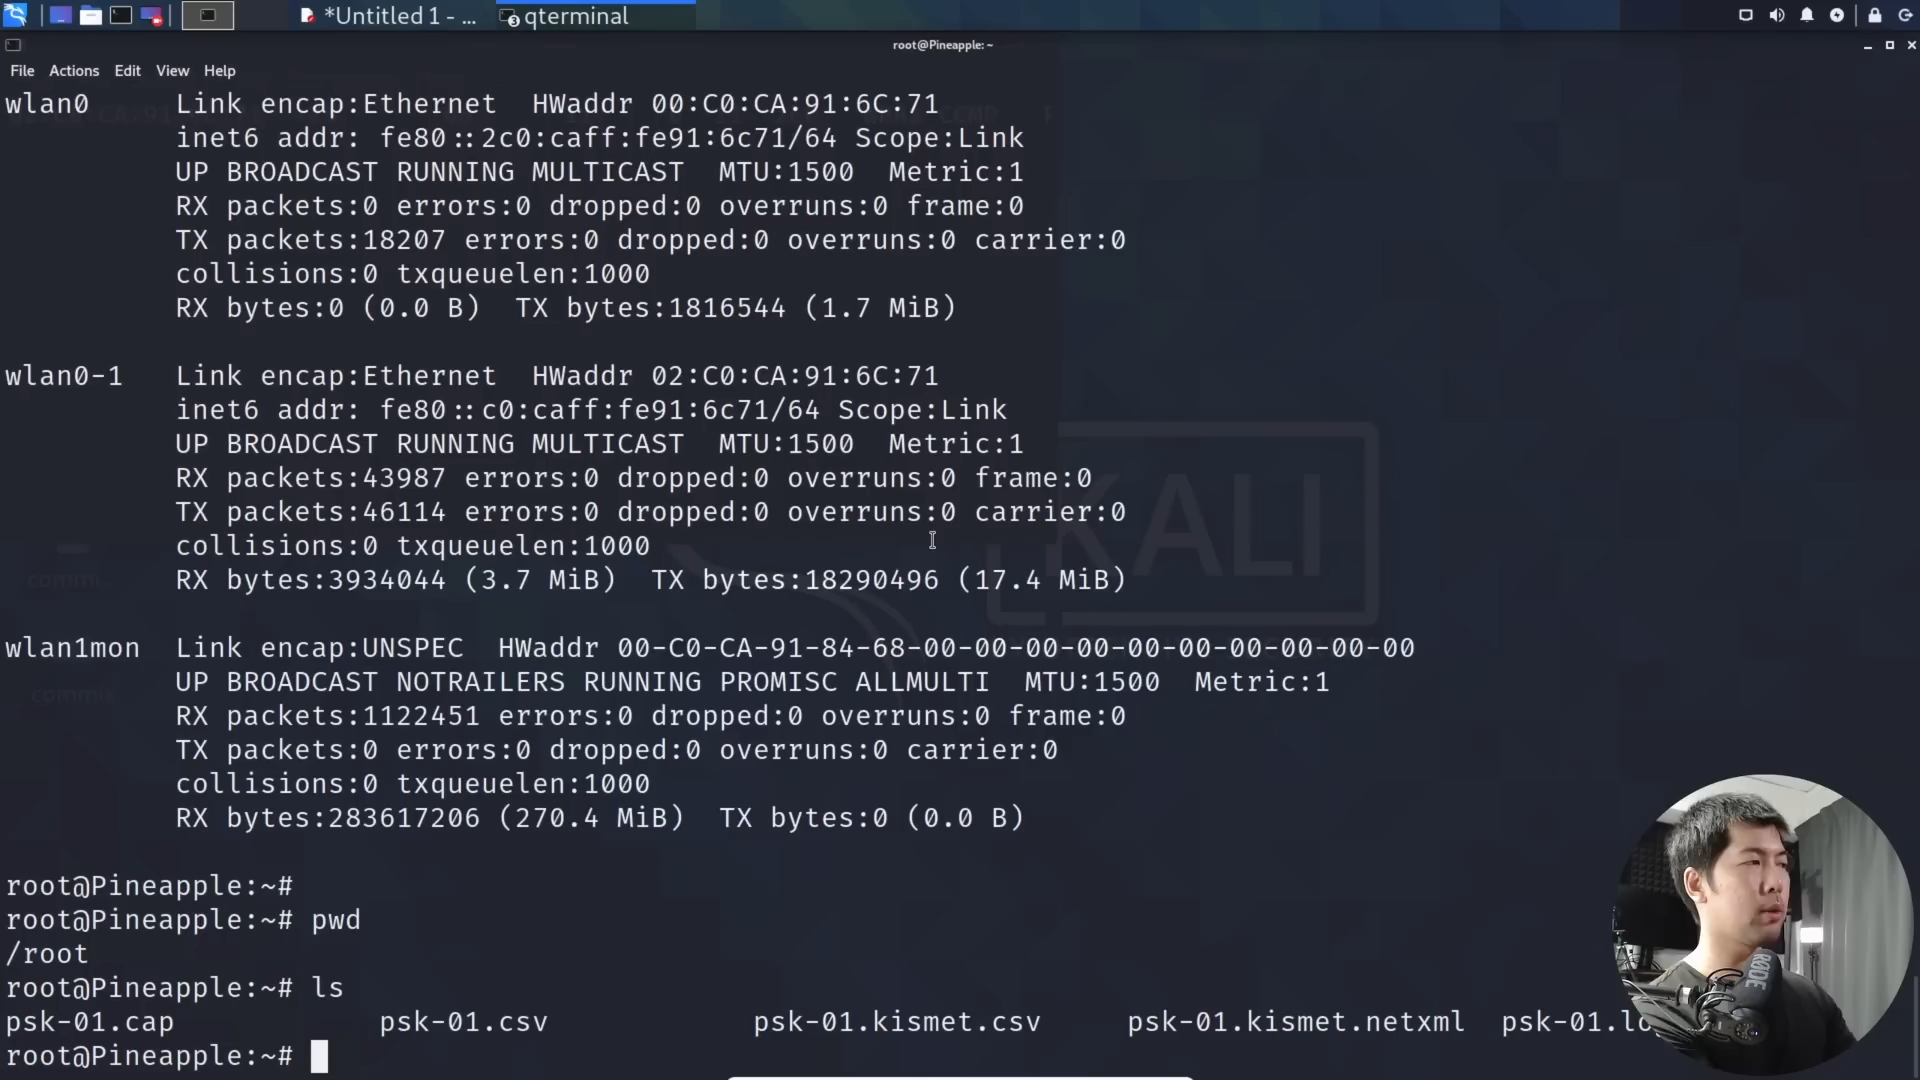 *Untitled 1 - ...
qterminal
root@Pineapple: ~
File Actions Edit View Help
wlan0 Link encap:Ethernet HWaddr 00:C0:CA:91:6C:71
inet6 addr: fe80::2c0:caff:fe91:6c71/64 Scope:Link
UP BROADCAST RUNNING MULTICAST MTU:1500 Metric:1
RX packets:0 errors:0 dropped:0 overruns:0 frame:0
TX packets:18207 errors:0 dropped:0 overruns:0 carrier:0
collisions:0 txqueuelen:1000
RX bytes:0 (0.0 B) TX bytes:1816544 (1.7 MiB)
wlan0-1 Link encap:Ethernet HWaddr 02:C0:CA:91:6C:71
inet6 addr: fe80::c0:caff:fe91:6c71/64 Scope:Link
UP BROADCAST RUNNING MULTICAST MTU:1500 Metric:1
RX packets:43987 errors:0 dropped:0 overruns:0 frame:0
TX packets:46114 errors:0 dropped:0 overruns:0 carrier:0
collisions:0 txqueuelen:1000
RX bytes:3934044 (3.7 MiB) TX bytes:18290496 (17.4 MiB)
KALI
wlan1mon Link encap:UNSPEC HWaddr 00-C0-CA-91-84-68-00-00-00-00-00-00-00-00-00-00
UP BROADCAST NOTRAILERS RUNNING PROMISC ALLMULTI MTU:1500 Metric:1
RX packets:1122451 errors:0 dropped:0 overruns:0 frame:0
TX packets:0 errors:0 dropped:0 overruns:0 carrier:0
collisions:0 txqueuelen:1000
RX bytes:283617206 (270.4 MiB) TX bytes:0 (0.0 B)
root@Pineapple:~#
root@Pineapple:~# pwd
/root
root@Pineapple:~# ls
psk-01.cap psk-01.csv psk-01.kismet.csv psk-01.kismet.netxml
root@Pineapple:~#
RØDE